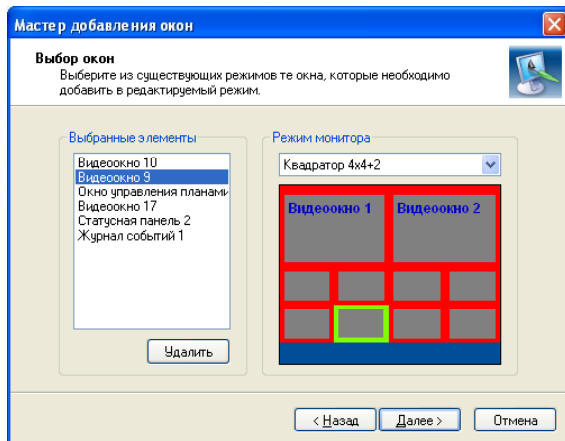 Мастер добавления окон
Выбор окон
Выберите из существующих режимов те окна, которые необходимо
добавить в редактируемый режим.
Выбранные элементы
Видеоокно 10
Видеоокно 9
Окно управления планами
Видеоокно 17
Статусная панель 2
Журнал событий 1
Удалить
Режим монитора
Квадратор 4x4+2
Видеоокно 1 Видеоокно 2
< Назад Далее > Отмена